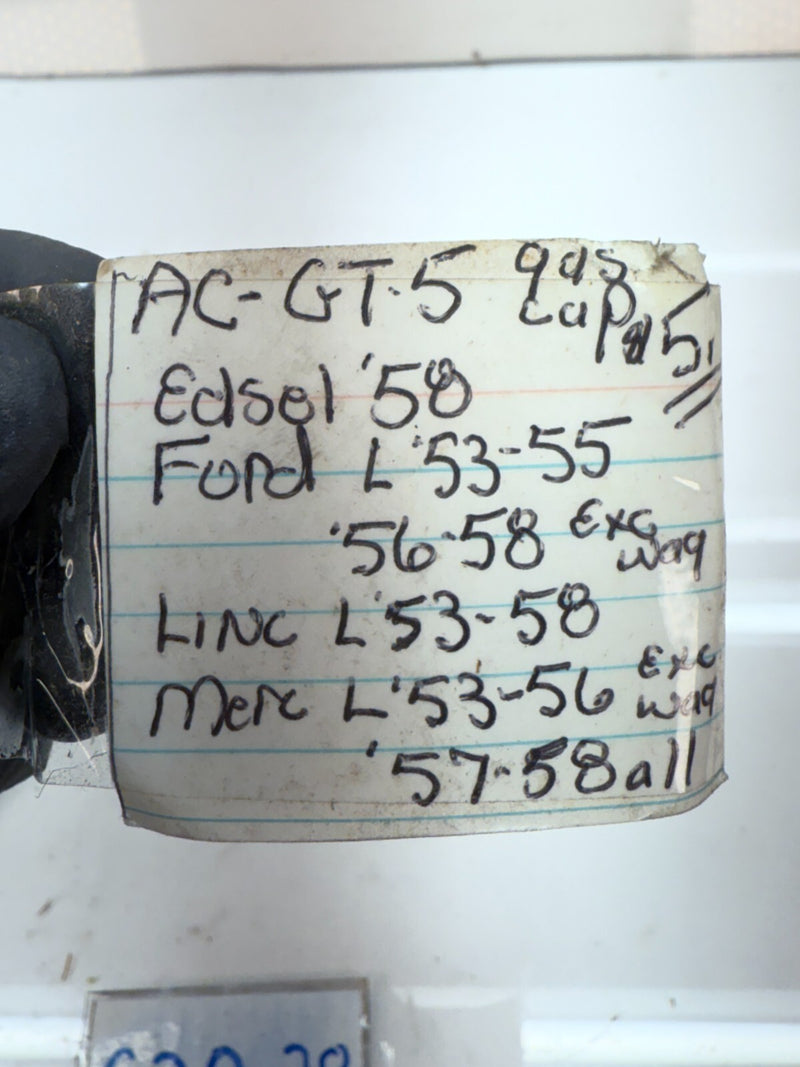 AC-GT-5 gas cap $5.
Edsel '58
Ford L '53-55
'56-58 exc wag
LINC L '53-58
Merc L '53-56 exc wag
'57-58 all